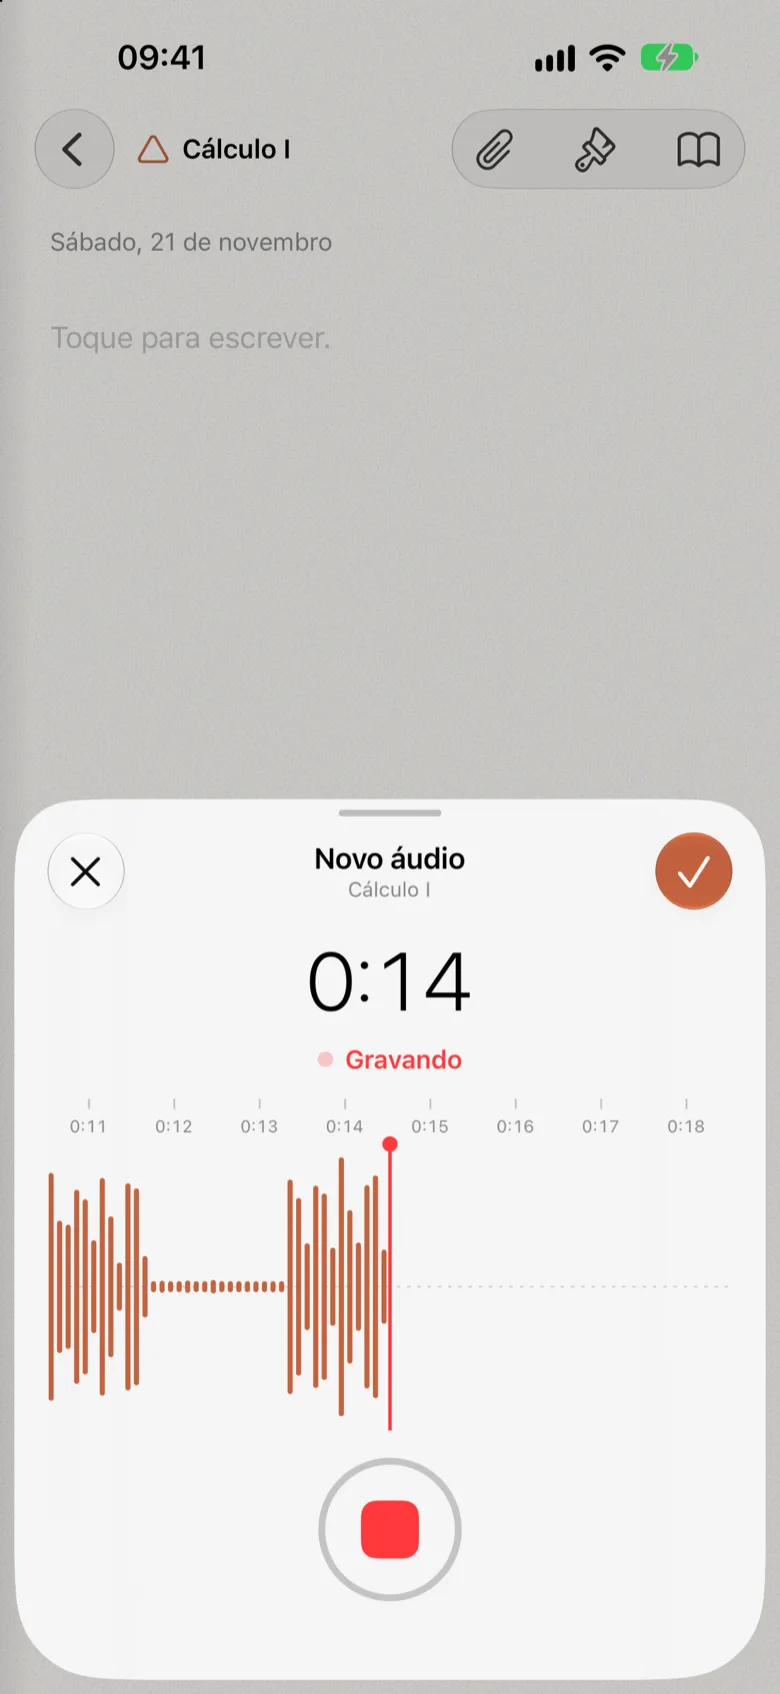 09:41
Cálculo I
Sábado, 21 de novembro
Toque para escrever.
Novo áudio
Cálculo I
0:14
Gravando
0:11 0:12 0:13 0:14 0:15 0:16 0:17 0:18